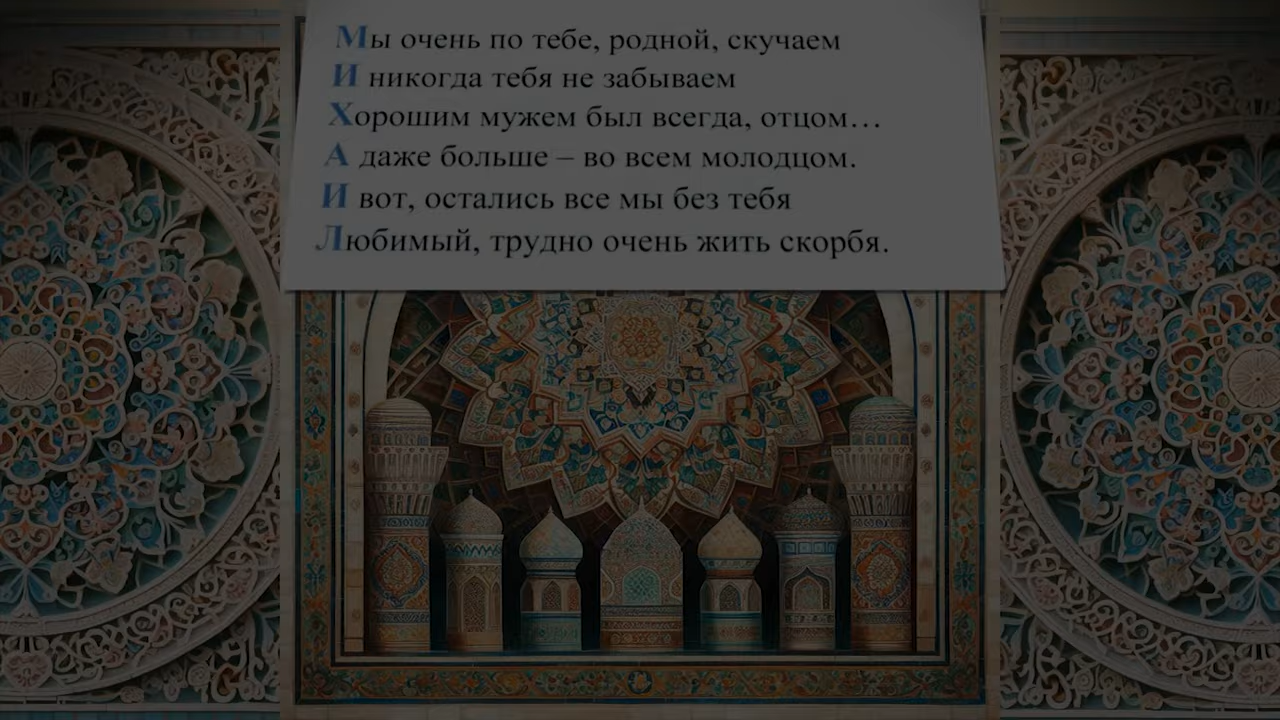 Мы очень по тебе, родной, скучаем
И никогда тебя не забываем
Хорошим мужем был всегда, отцом…
А даже больше – во всем молодцом.
И вот, остались все мы без тебя
Любимый, трудно очень жить скорбя.